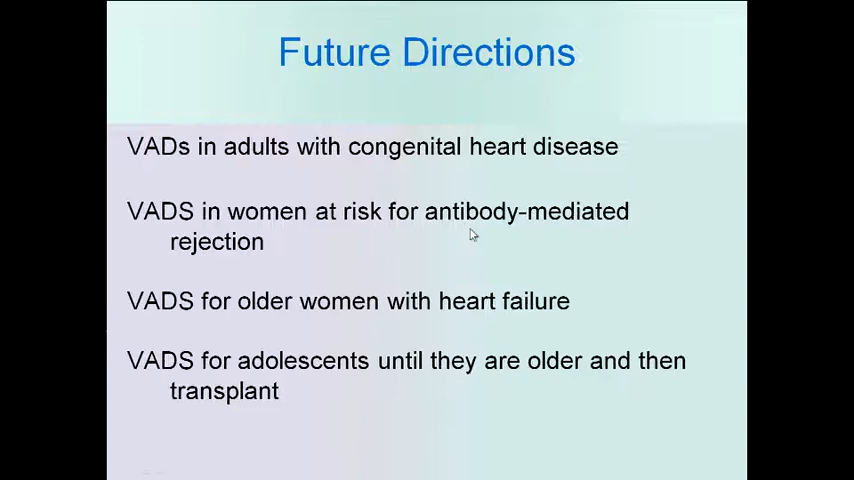 Future Directions
VADs in adults with congenital heart disease
VADS in women at risk for antibody-mediated
rejection
VADS for older women with heart failure
VADS for adolescents until they are older and then
transplant